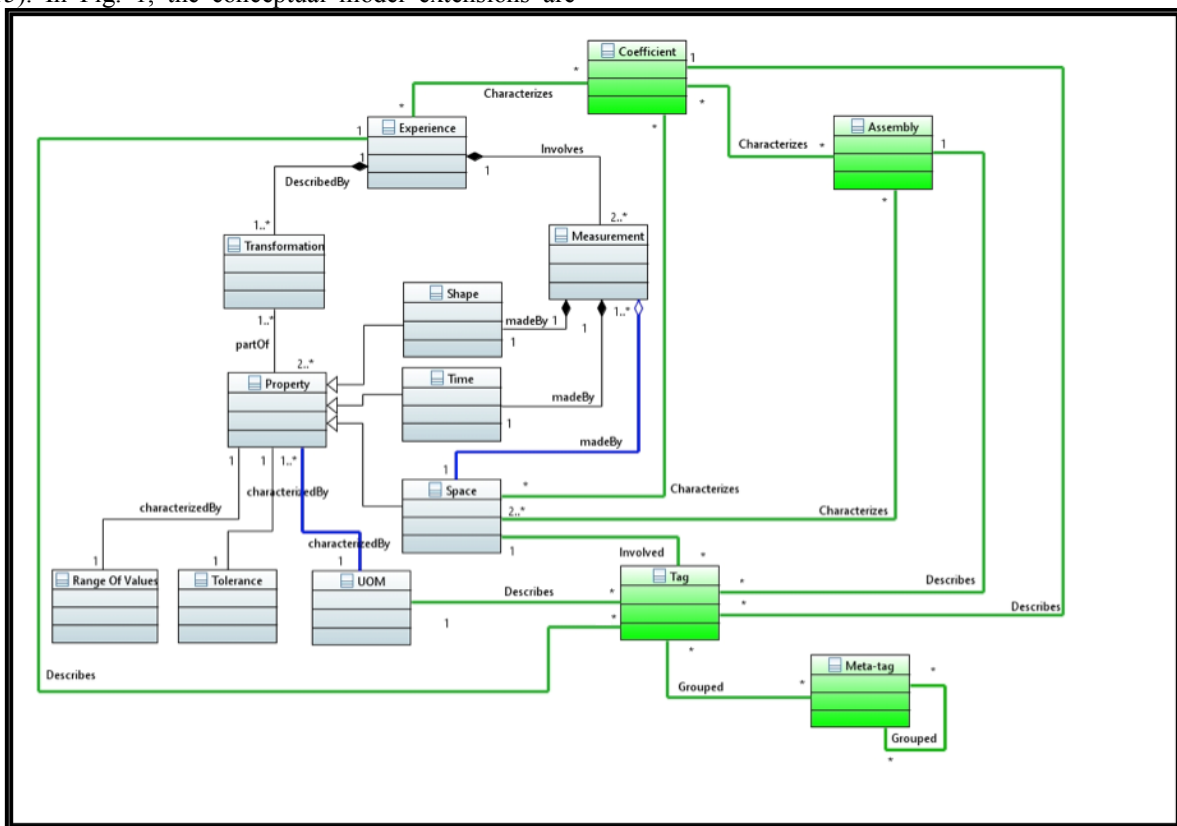 5). In Fig. 1, the conceptual model extensions are
Coefficient
1
*
Characterizes
*
*
*
Experience
1
1
1
Involves
DescribedBy
Assembly
1
Characterizes
*
*
1..*
Transformation
2..*
Measurement
Shape
madeBy 1
1
1
1..*
1..*
partOf
2..*
Property
Time
madeBy
1
madeBy
1
1
1
1..*
characterizedBy
characterizedBy
characterizedBy
Space
*
Characterizes
2..*
Characterizes
1
Involved
*
1
1
1
Range Of Values
Tolerance
UOM
Tag
Describes
*
1
*
*
Describes
*
Describes
*
Describes
Meta-tag
*
*
Grouped
Grouped
*